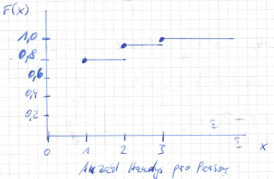 F(x)
1,0
0,8
0,6
0,4
0,2
0 1 2 3 x
Anzahl Handys pro Person